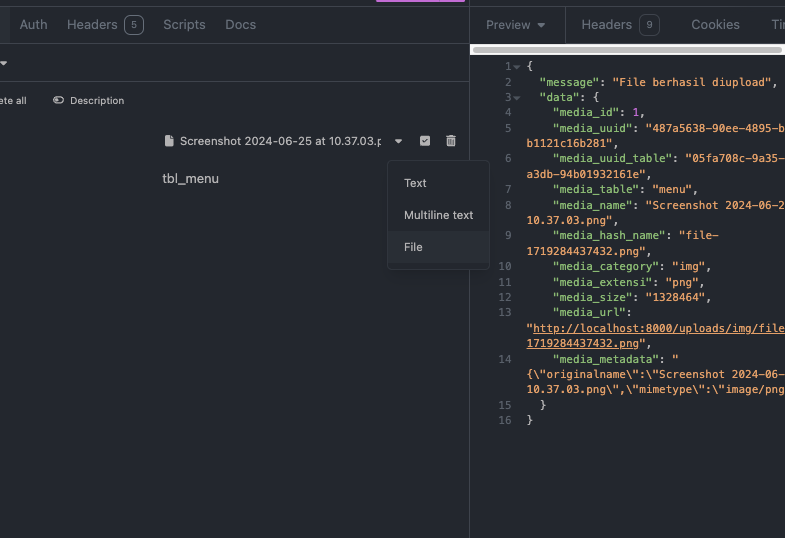 Auth Headers 5 Scripts Docs
Preview Headers 9 Cookies
ete all Description
Screenshot 2024-06-25 at 10.37.03.p
tbl_menu
Text
Multiline text
File
1 {
2 "message": "File berhasil diupload",
3 "data": {
4 "media_id": 1,
5 "media_uuid": "487a5638-90ee-4895-b
b1121c16b281",
6 "media_uuid_table": "05fa708c-9a35-
a3db-94b01932161e",
7 "media_table": "menu",
8 "media_name": "Screenshot 2024-06-2
10.37.03.png",
9 "media_hash_name": "file-
1719284437432.png",
10 "media_category": "img",
11 "media_extensi": "png",
12 "media_size": "1328464",
13 "media_url":
"http://localhost:8000/uploads/img/file
1719284437432.png",
14 "media_metadata": "
{\"originalname\":\"Screenshot 2024-06-
10.37.03.png\",\"mimetype\":\"image/png
15 }
16 }